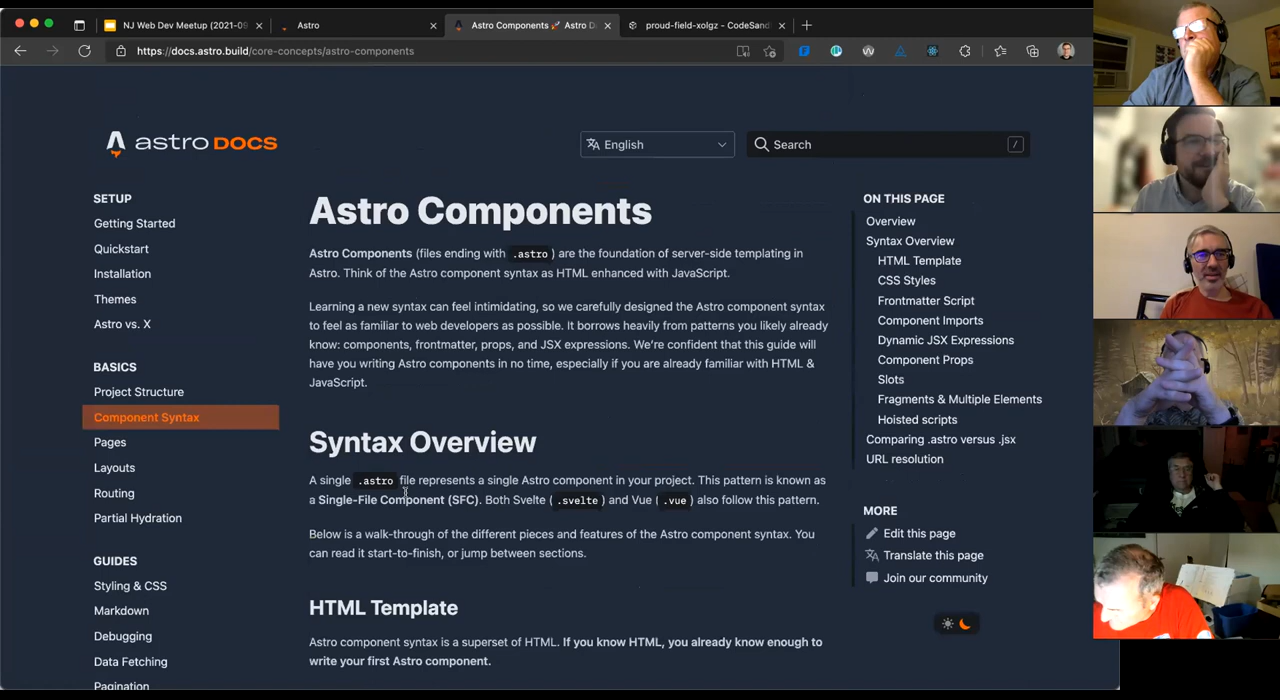 NJ Web Dev Meetup (2021-09
Astro
Astro Components 🚀 Astro D
proud-field-xolgz - CodeSand
https://docs.astro.build/core-concepts/astro-components
astro DOCS
English
Search
/
SETUP
Getting Started
Quickstart
Installation
Themes
Astro vs. X
BASICS
Project Structure
Component Syntax
Pages
Layouts
Routing
Partial Hydration
GUIDES
Styling & CSS
Markdown
Debugging
Data Fetching
Pagination
Astro Components
Astro Components (files ending with .astro ) are the foundation of server-side templating in
Astro. Think of the Astro component syntax as HTML enhanced with JavaScript.
Learning a new syntax can feel intimidating, so we carefully designed the Astro component syntax
to feel as familiar to web developers as possible. It borrows heavily from patterns you likely already
know: components, frontmatter, props, and JSX expressions. We're confident that this guide will
have you writing Astro components in no time, especially if you are already familiar with HTML &
JavaScript.
Syntax Overview
A single .astro file represents a single Astro component in your project. This pattern is known as
a Single-File Component (SFC). Both Svelte ( .svelte ) and Vue ( .vue ) also follow this pattern.
Below is a walk-through of the different pieces and features of the Astro component syntax. You
can read it start-to-finish, or jump between sections.
HTML Template
Astro component syntax is a superset of HTML. If you know HTML, you already know enough to
write your first Astro component.
ON THIS PAGE
Overview
Syntax Overview
HTML Template
CSS Styles
Frontmatter Script
Component Imports
Dynamic JSX Expressions
Component Props
Slots
Fragments & Multiple Elements
Hoisted scripts
Comparing .astro versus .jsx
URL resolution
MORE
Edit this page
Translate this page
Join our community